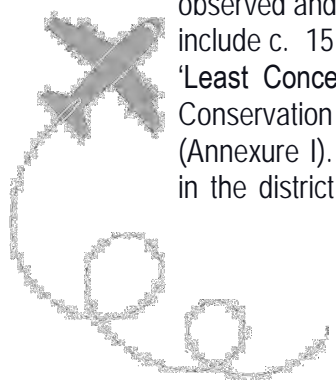 observed and
include c. 15
'Least Conce
Conservation
(Annexure I).
in the district